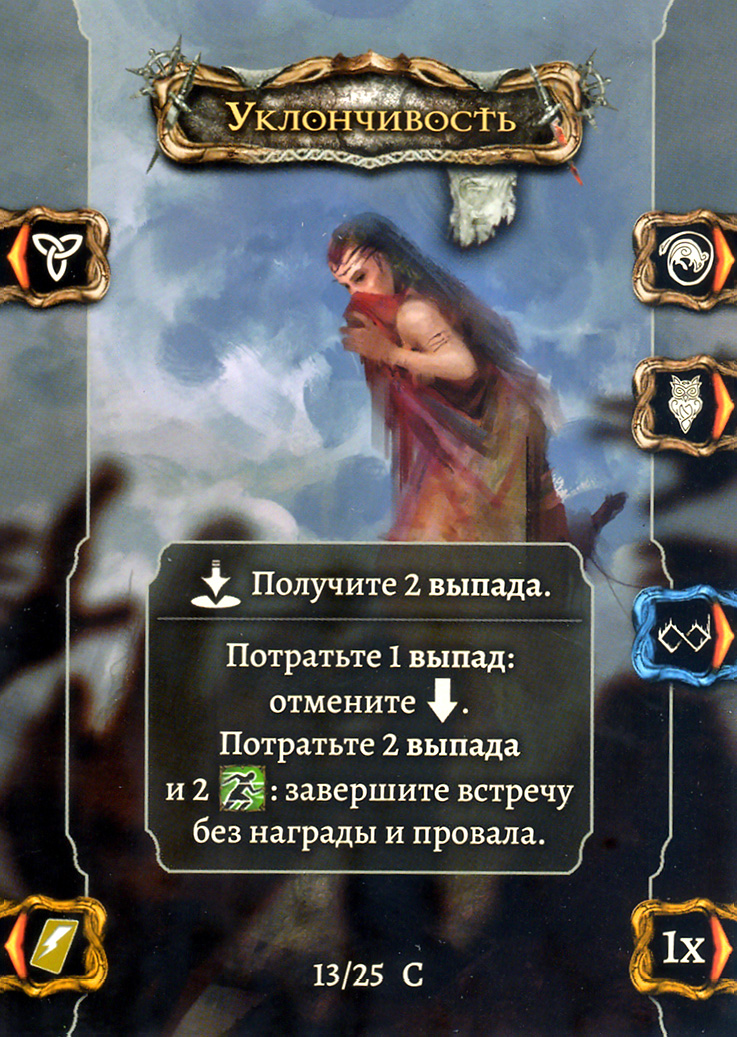 Уклончивость
Получите 2 выпада.
Потратьте 1 выпад:
отмените .
Потратьте 2 выпада
и 2 : завершите встречу
без награды и провала.
1x
13/25 C